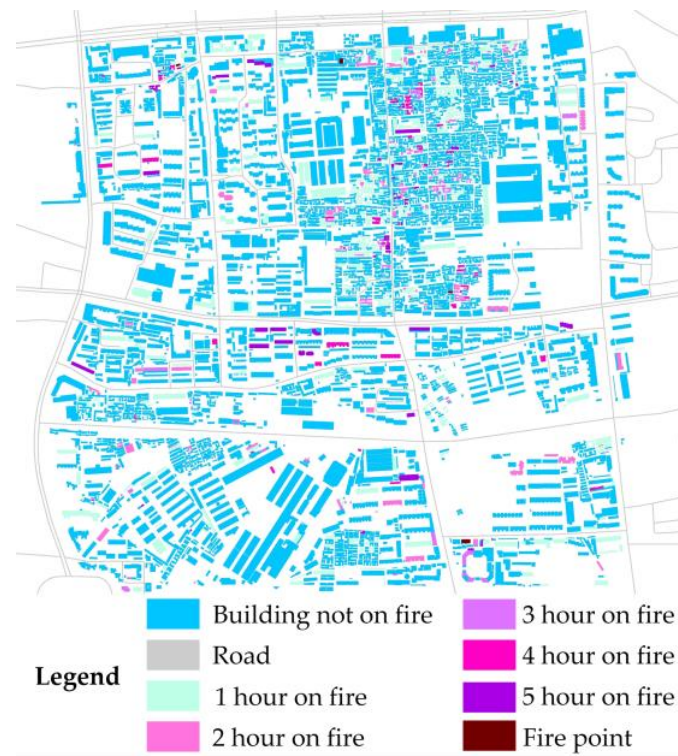 Legend
Building not on fire
Road
1 hour on fire
2 hour on fire
3 hour on fire
4 hour on fire
5 hour on fire
Fire point